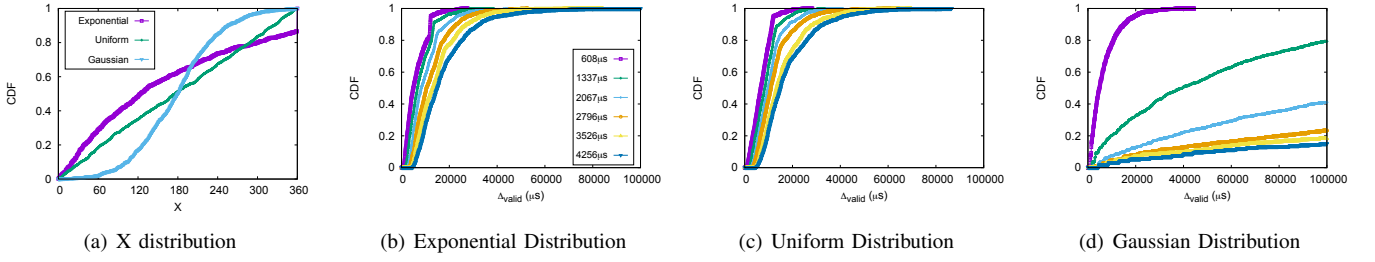 Exponential
Uniform
Gaussian
CDF
1
0.8
0.6
0.4
0.2
0
0 60 120 180 240 300 360
X
(a) X distribution
CDF
1
0.8
0.6
0.4
0.2
0
608μs
1337μs
2067μs
2796μs
3526μs
4256μs
0 20000 40000 60000 80000 100000
Δvalid (μs)
(b) Exponential Distribution
CDF
1
0.8
0.6
0.4
0.2
0
0 20000 40000 60000 80000 100000
Δvalid (μs)
(c) Uniform Distribution
CDF
1
0.8
0.6
0.4
0.2
0
0 20000 40000 60000 80000 100000
Δvalid (μs)
(d) Gaussian Distribution